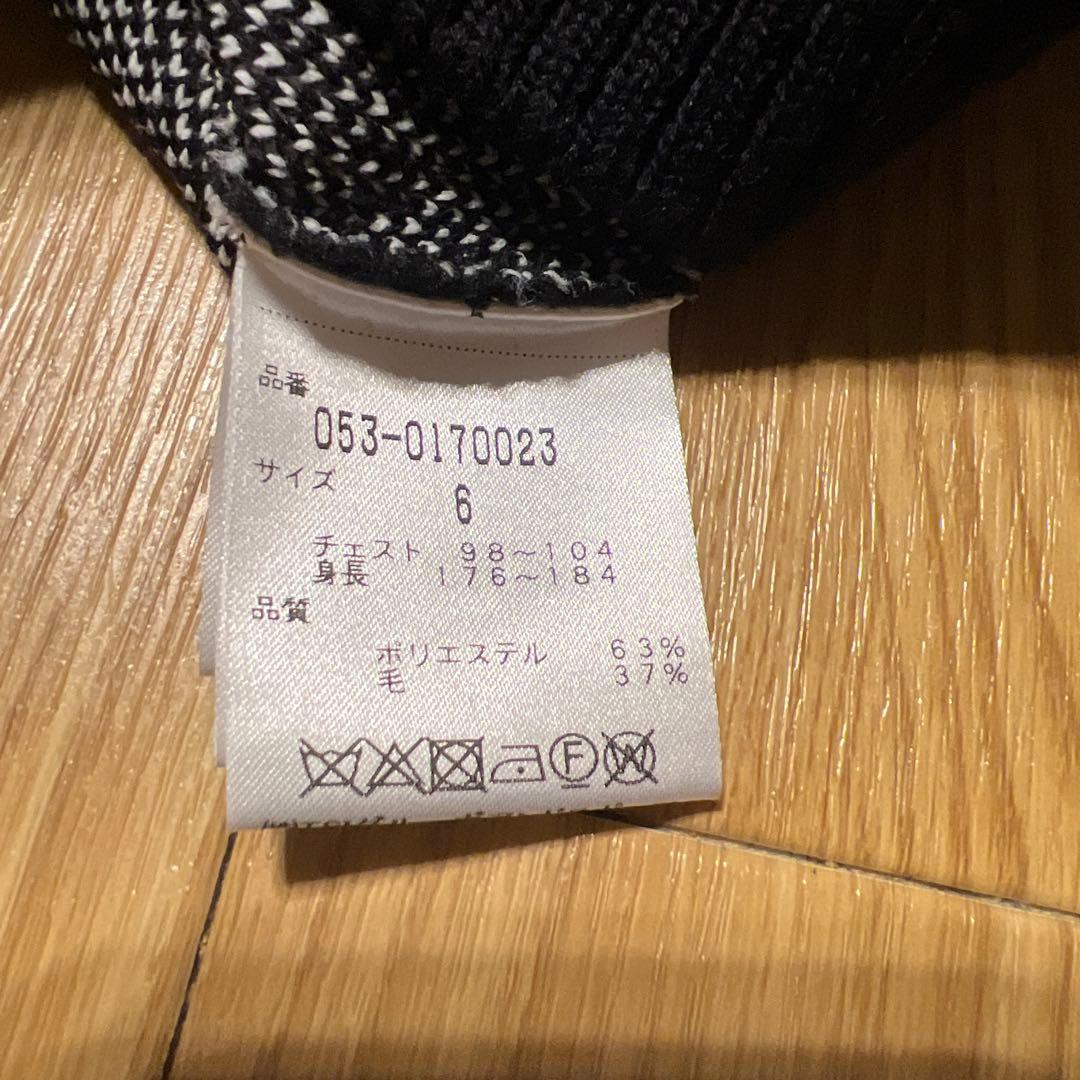 品番
053-0170023
サイズ
6
チェスト 98～104
身長 176～184
品質
ポリエステル 63%
毛 37%
F W